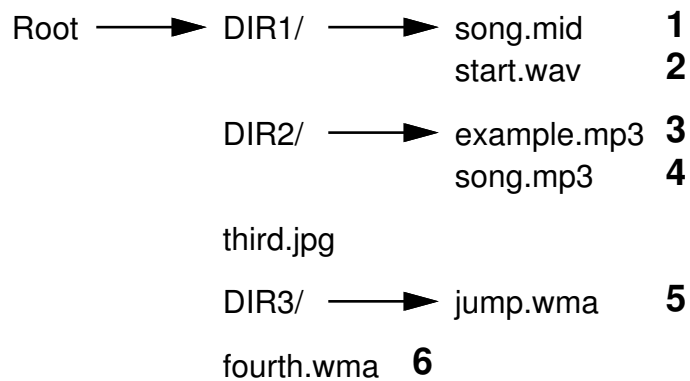 Root DIR1/ song.mid 1
start.wav 2
DIR2/ example.mp3 3
song.mp3 4
third.jpg
DIR3/ jump.wma 5
fourth.wma 6